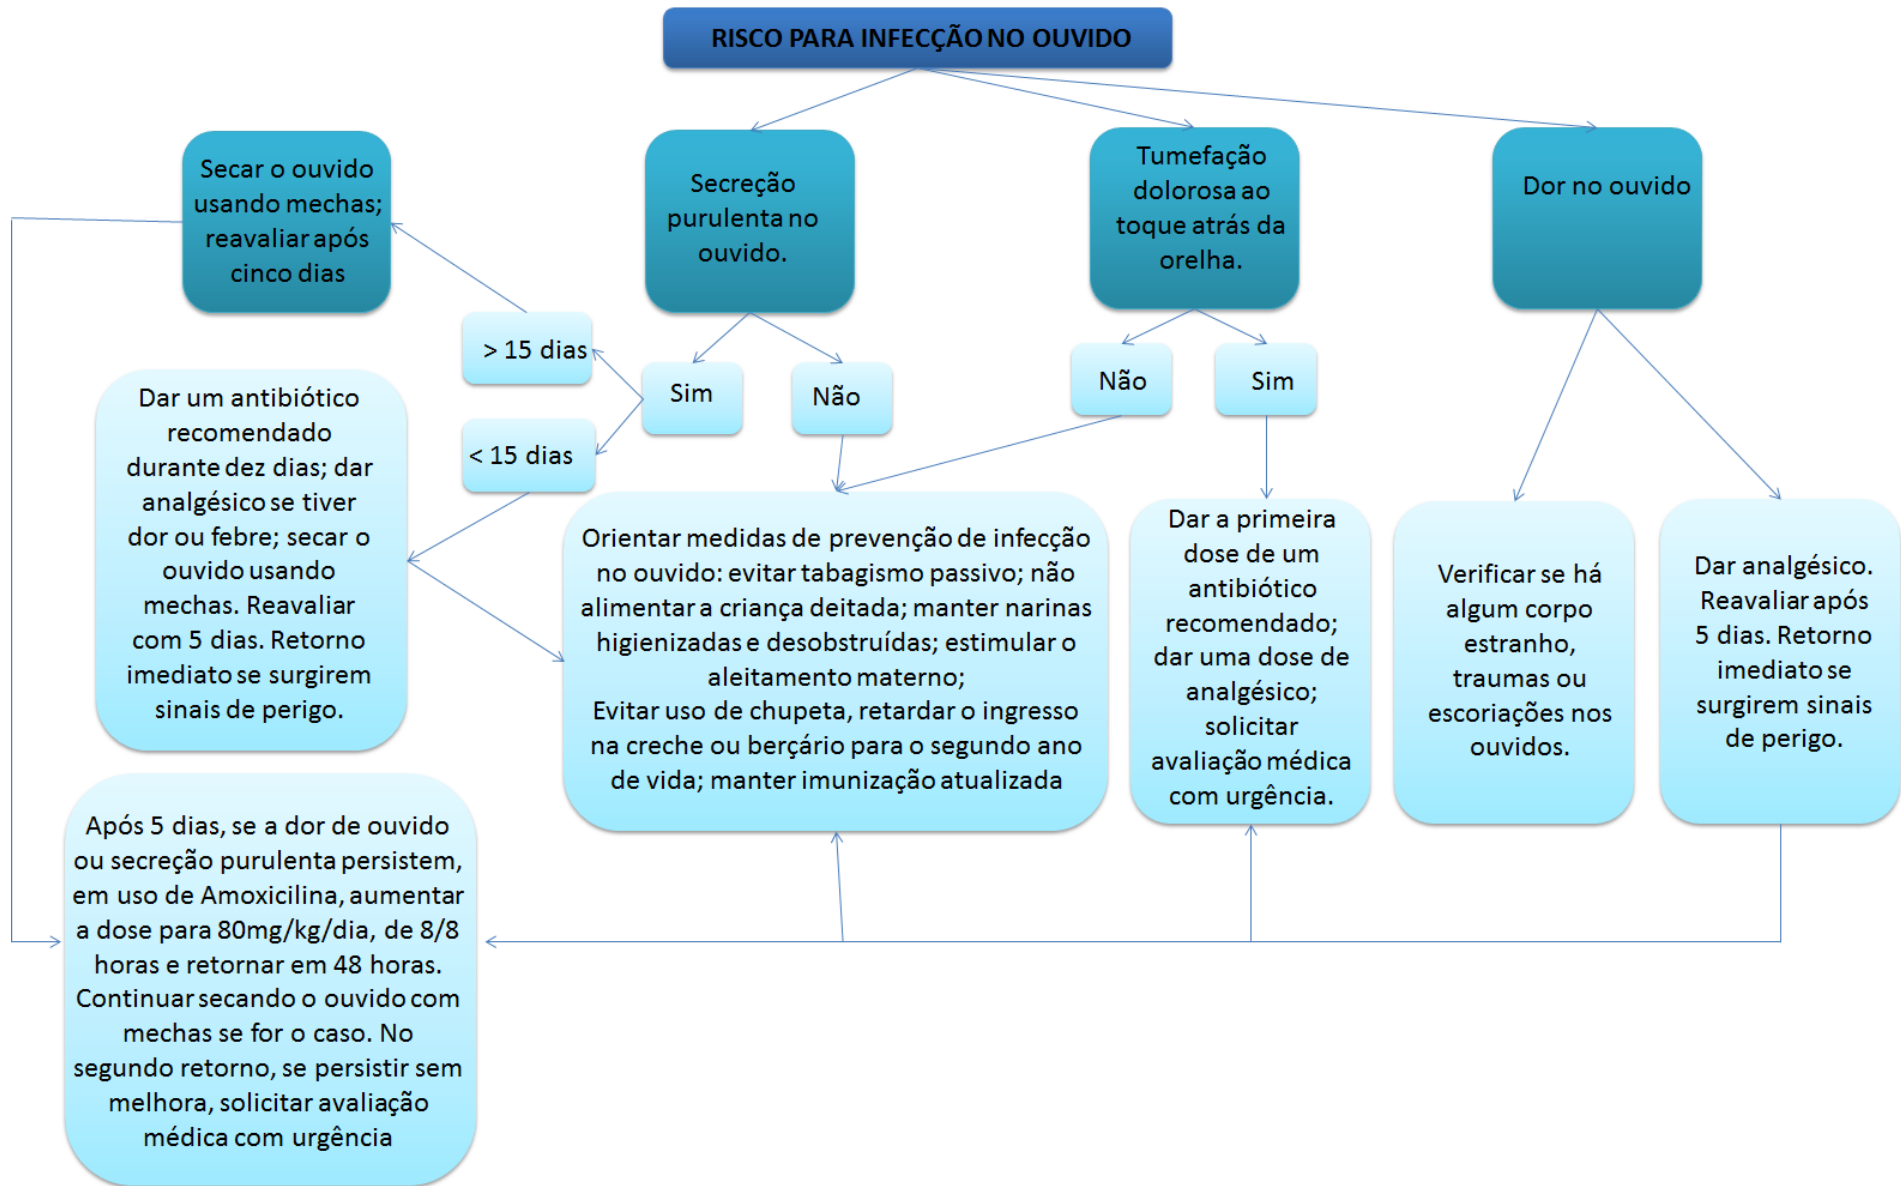 RISCO PARA INFECÇÃO NO OUVIDO
Secar o ouvido
usando mechas;
reavaliar após
cinco dias
Secreção
purulenta no
ouvido.
Tumefação
dolorosa ao
toque atrás da
orelha.
Dor no ouvido
> 15 dias
Sim
Não
Não
Sim
< 15 dias
Dar um antibiótico
recomendado
durante dez dias; dar
analgésico se tiver
dor ou febre; secar o
ouvido usando
mechas. Reavaliar
com 5 dias. Retorno
imediato se surgirem
sinais de perigo.
Orientar medidas de prevenção de infecção
no ouvido: evitar tabagismo passivo; não
alimentar a criança deitada; manter narinas
higienizadas e desobstruídas; estimular o
aleitamento materno;
Evitar uso de chupeta, retardar o ingresso
na creche ou berçário para o segundo ano
de vida; manter imunização atualizada
Dar a primeira
dose de um
antibiótico
recomendado;
dar uma dose de
analgésico;
solicitar
avaliação médica
com urgência.
Verificar se há
algum corpo
estranho,
traumas ou
escoriações nos
ouvidos.
Dar analgésico.
Reavaliar após
5 dias. Retorno
imediato se
surgirem sinais
de perigo.
Após 5 dias, se a dor de ouvido
ou secreção purulenta persistem,
em uso de Amoxicilina, aumentar
a dose para 80mg/kg/dia, de 8/8
horas e retornar em 48 horas.
Continuar secando o ouvido com
mechas se for o caso. No
segundo retorno, se persistir sem
melhora, solicitar avaliação
médica com urgência